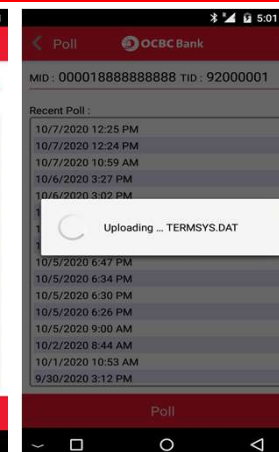 5:01
Poll
OCBC Bank
MID : 000018888888888 TID : 92000001
Recent Poll :
10/7/2020 12:25 PM
10/7/2020 12:24 PM
10/7/2020 10:59 AM
10/6/2020 3:27 PM
10/6/2020 3:02 PM
Uploading ... TERMSYS.DAT
10/5/2020 6:47 PM
10/5/2020 6:34 PM
10/5/2020 6:30 PM
10/5/2020 6:26 PM
10/5/2020 9:00 AM
10/2/2020 8:44 AM
10/1/2020 10:53 AM
9/30/2020 3:12 PM
Poll